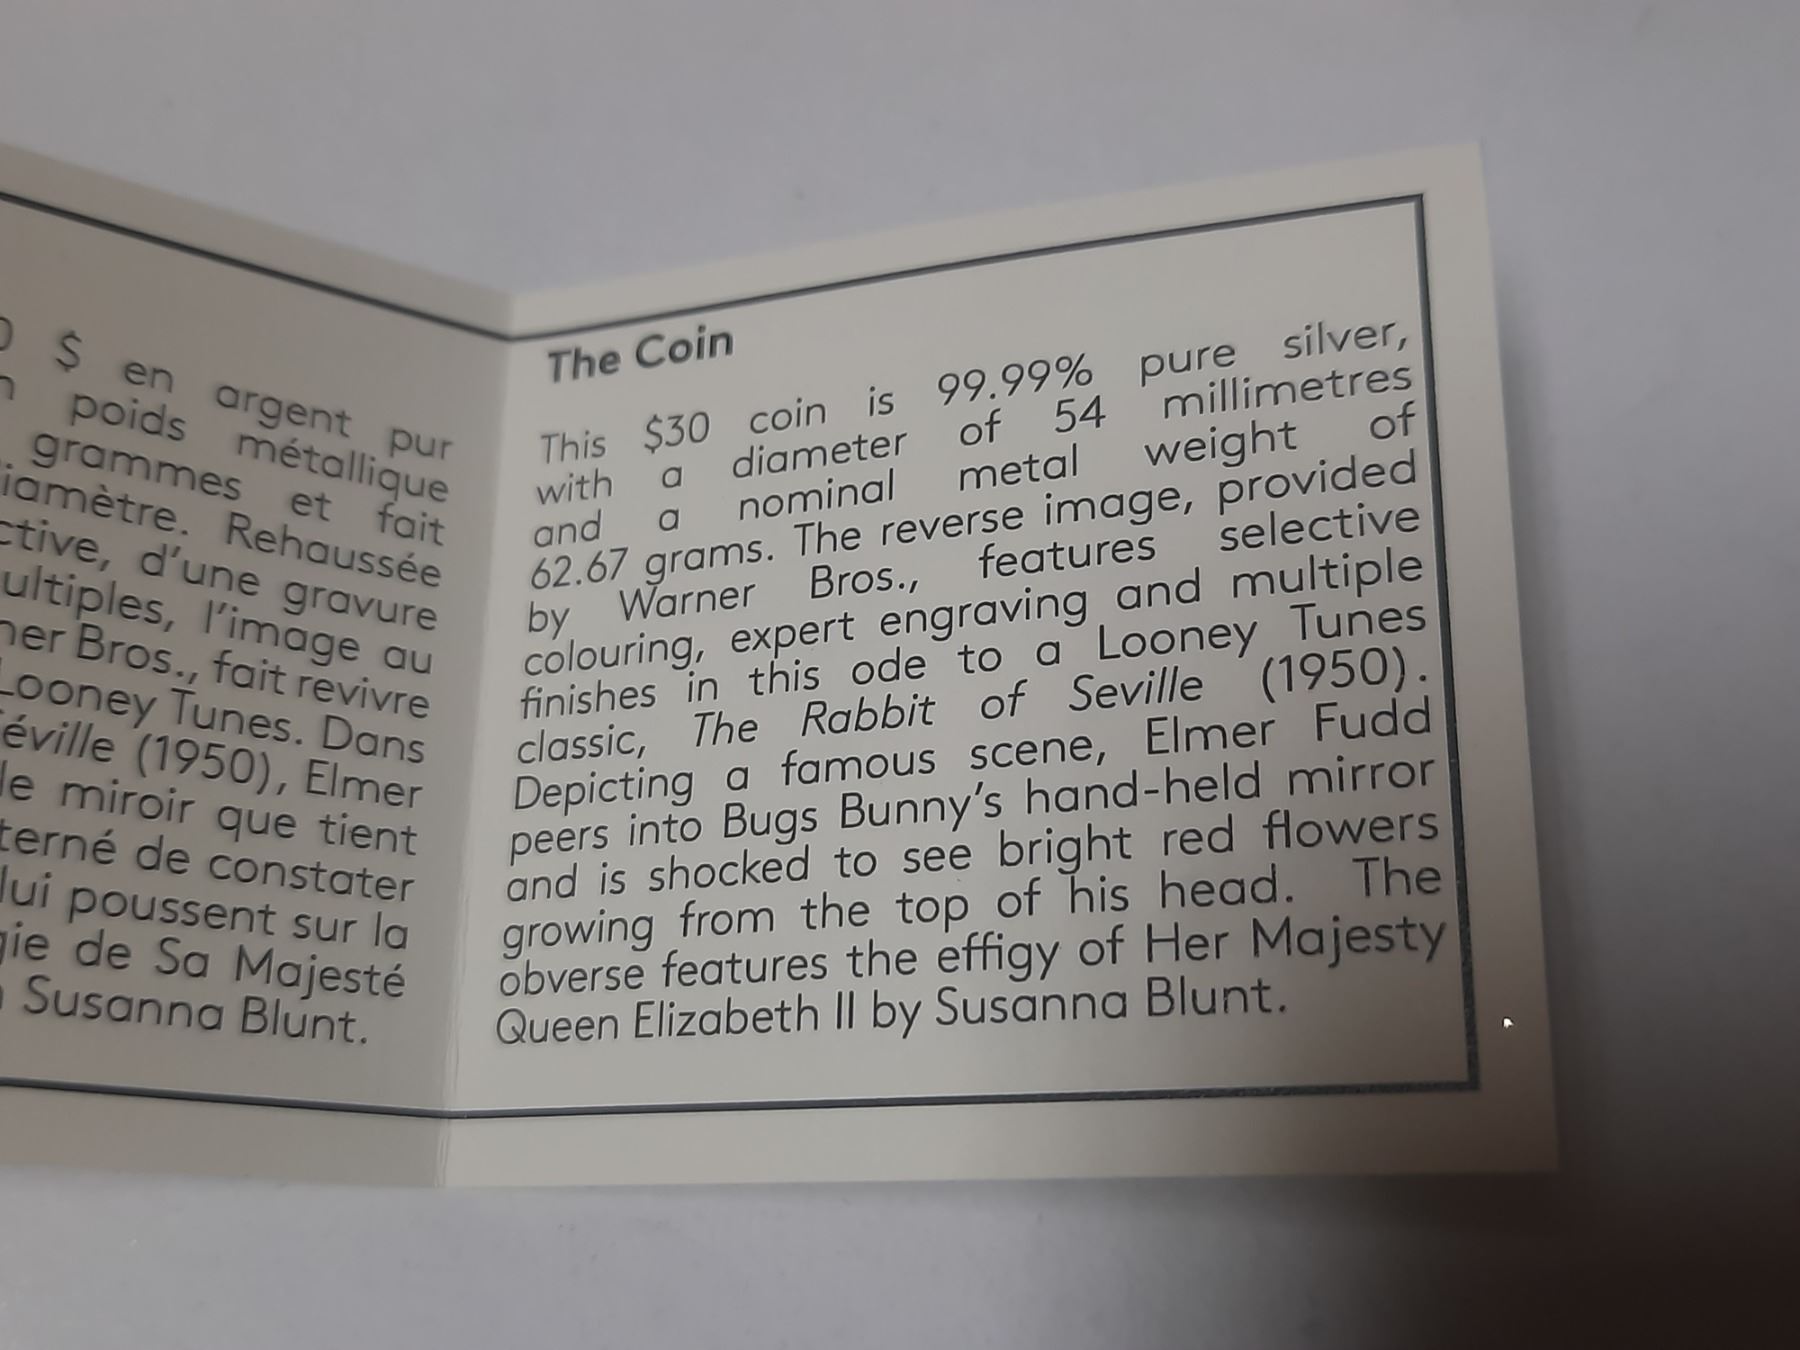 $ en argent pur
poids métallique
grammes et fait
iamètre. Rehaussée
ctive, d'une gravure
ultiples, l'image au
ner Bros., fait revivre
Looney Tunes. Dans
éville (1950), Elmer
le miroir que tient
terné de constater
lui poussent sur la
gie de Sa Majesté
Susanna Blunt.
The Coin
This $30 coin is 99.99% pure silver,
with a diameter of 54 millimetres
and a nominal metal weight of
62.67 grams. The reverse image, provided
by Warner Bros., features selective
colouring, expert engraving and multiple
finishes in this ode to a Looney Tunes
classic, The Rabbit of Seville (1950).
Depicting a famous scene, Elmer Fudd
peers into Bugs Bunny's hand-held mirror
and is shocked to see bright red flowers
growing from the top of his head. The
obverse features the effigy of Her Majesty
Queen Elizabeth II by Susanna Blunt.